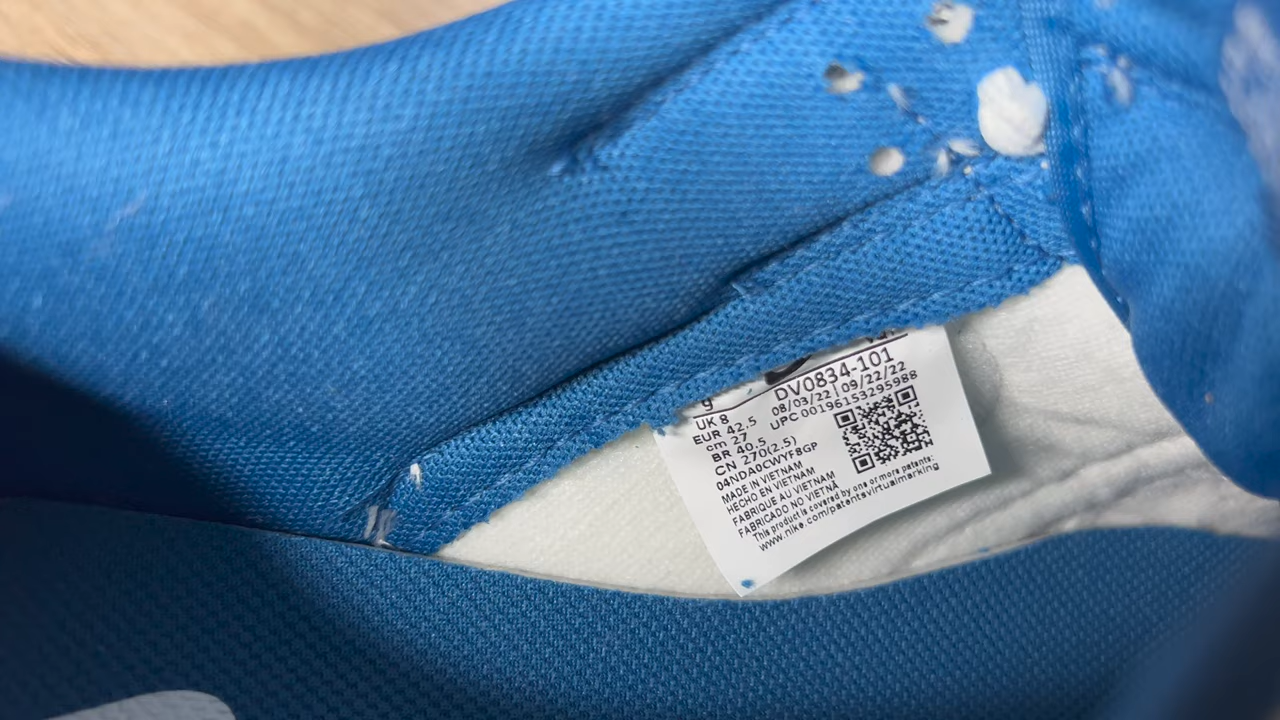 9
UK 8
EUR 42.5
cm 27
BR 40.5
CN 270(2.5)
04NDA0CWYF8GP
MADE IN VIETNAM
HECHO EN VIETNAM
FABRIQUE AU VIETNAM
FABRICADO NO VIETNÃ
This product is covered by one or more patents:
www.nike.com/patentsvirtualmarking
DV0834-101
08/03/22 | 09/22/22
UPC 00196153295988